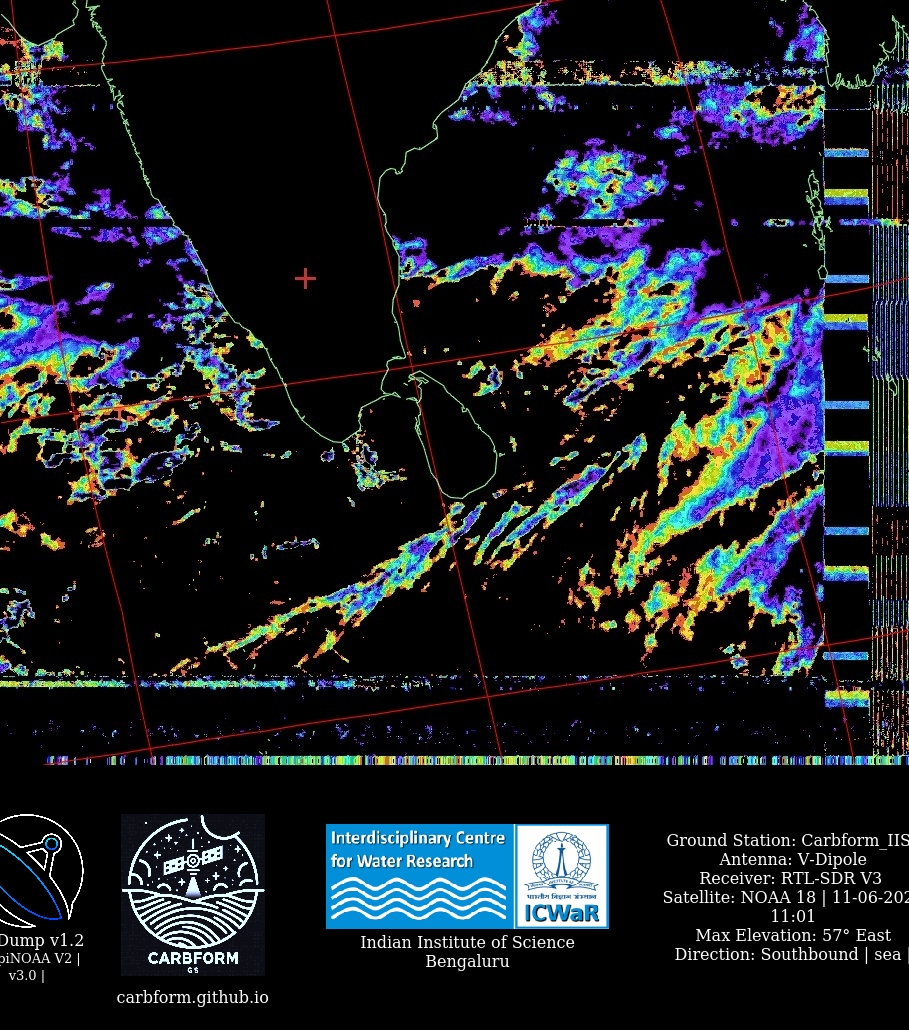 Interdisciplinary Centre
for Water Research
भारतीय विज्ञान संस्थान
ICWaR
Indian Institute of Science
Bengaluru
CARBFORM
GS
carbform.github.io
Dump v1.2
piNOAA V2 |
v3.0 |
Ground Station: Carbform_IIS
Antenna: V-Dipole
Receiver: RTL-SDR V3
Satellite: NOAA 18 | 11-06-202
11:01
Max Elevation: 57° East
Direction: Southbound | sea |